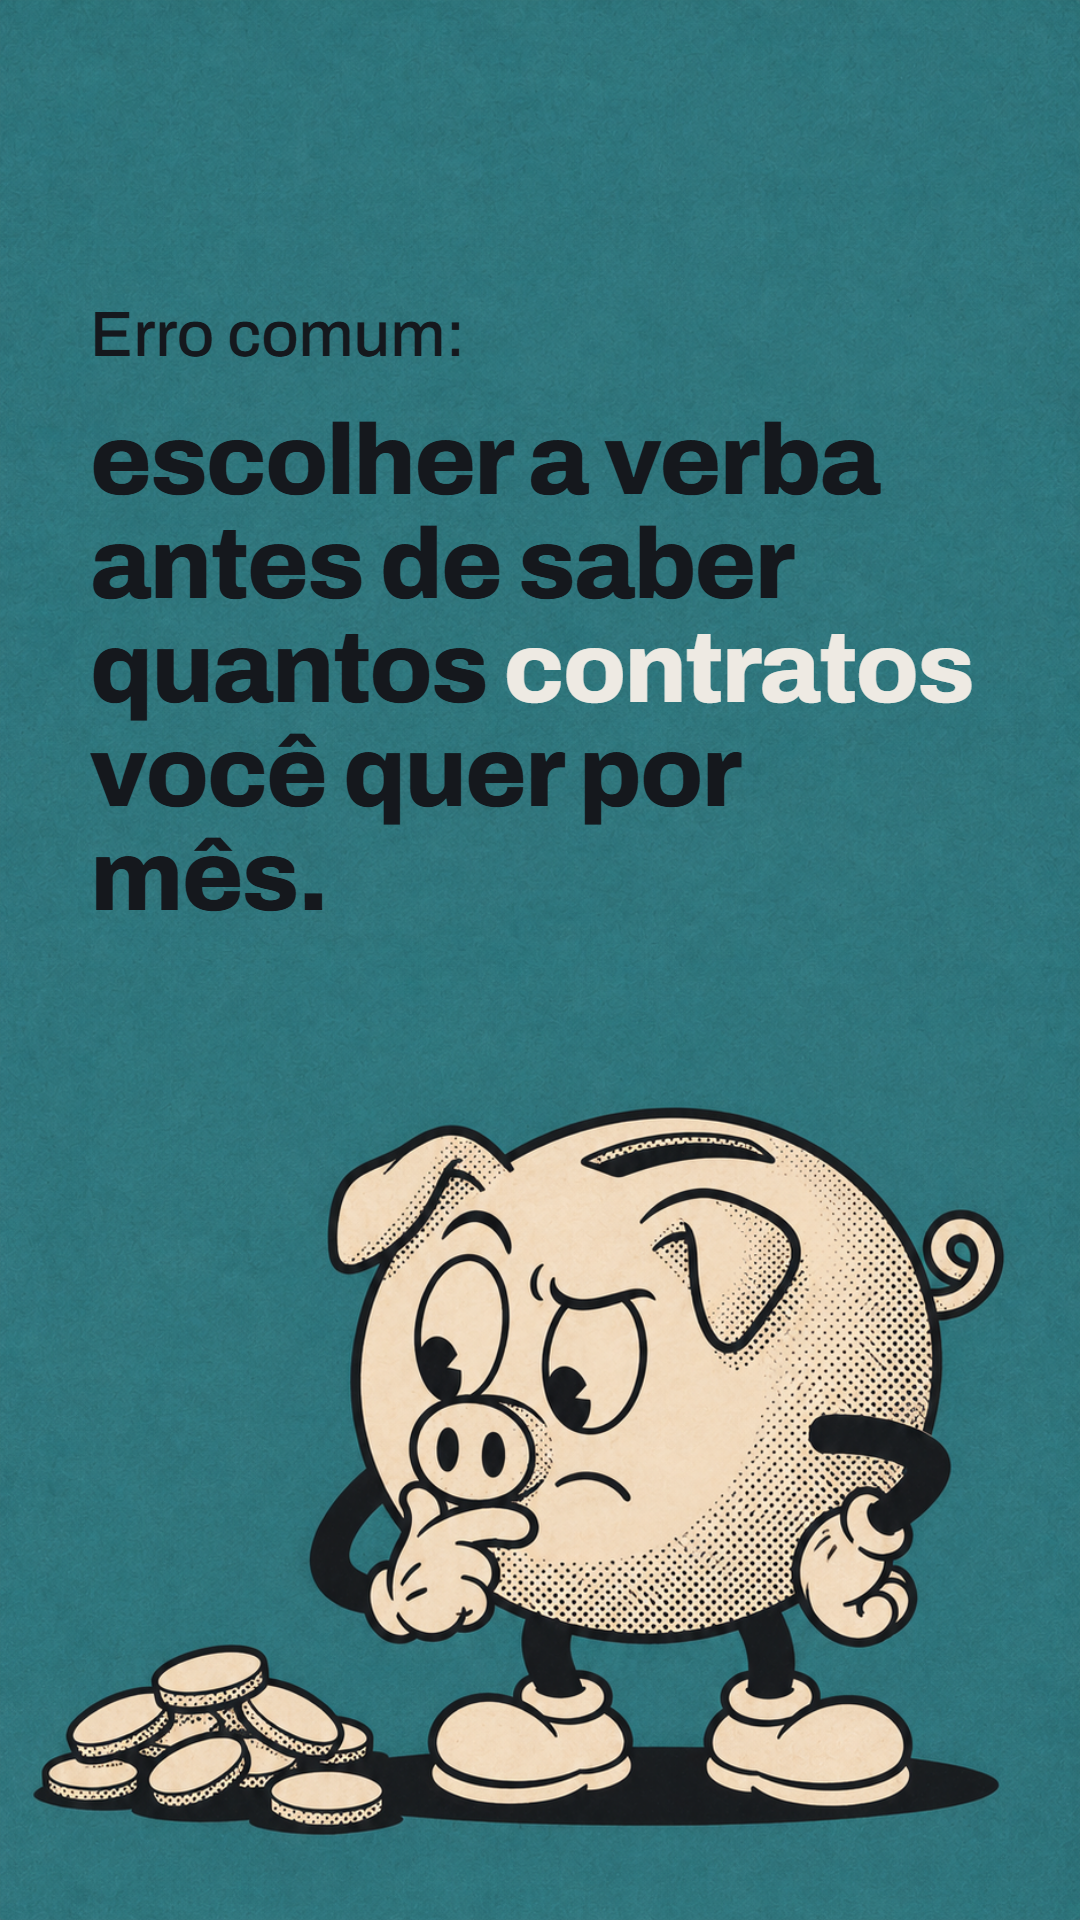 Erro comum:
escolher a verba
antes de saber
quantos contratos
você quer por
mês.